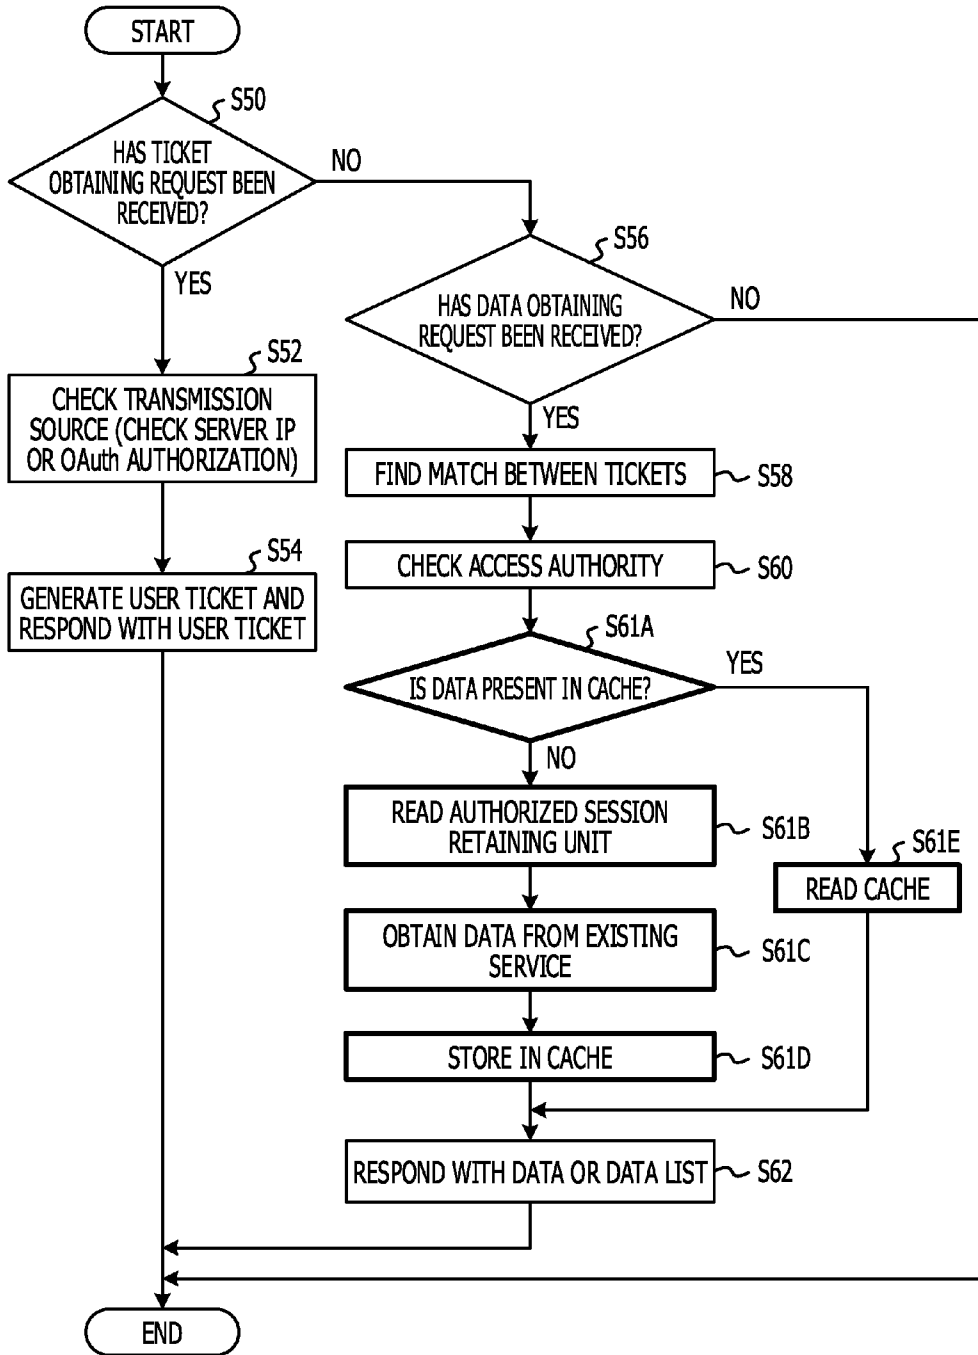 START
S50
HAS TICKET
OBTAINING REQUEST BEEN
RECEIVED?
NO
YES
S56
HAS DATA OBTAINING
REQUEST BEEN RECEIVED?
NO
YES
S52
CHECK TRANSMISSION
SOURCE (CHECK SERVER IP
OR OAuth AUTHORIZATION)
S54
GENERATE USER TICKET AND
RESPOND WITH USER TICKET
FIND MATCH BETWEEN TICKETS
S58
CHECK ACCESS AUTHORITY
S60
S61A
IS DATA PRESENT IN CACHE?
YES
NO
READ AUTHORIZED SESSION
RETAINING UNIT
S61B
S61E
READ CACHE
OBTAIN DATA FROM EXISTING
SERVICE
S61C
STORE IN CACHE
S61D
RESPOND WITH DATA OR DATA LIST
S62
END